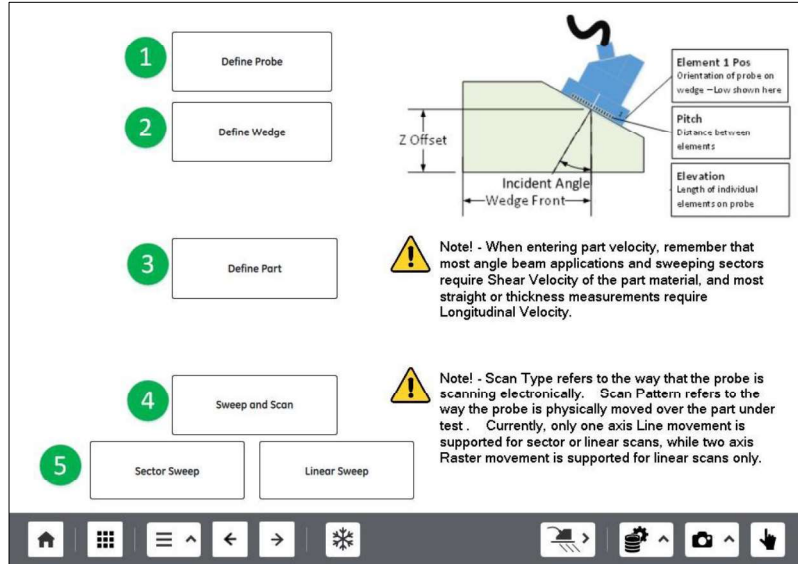 1
Define Probe
2
Define Wedge
3
Define Part
4
Sweep and Scan
5
Sector Sweep
Linear Sweep
Z Offset
Incident Angle
Wedge Front
Element 1 Pos
Orientation of probe on
wedge – Low shown here
Pitch
Distance between
elements
Elevation
Length of individual
elements on probe
Note! - When entering part velocity, remember that
most angle beam applications and sweeping sectors
require Shear Velocity of the part material, and most
straight or thickness measurements require
Longitudinal Velocity.
Note! - Scan Type refers to the way that the probe is
scanning electronically. Scan Pattern refers to the
way the probe is physically moved over the part under
test . Currently, only one axis Line movement is
supported for sector or linear scans, while two axis
Raster movement is supported for linear scans only.